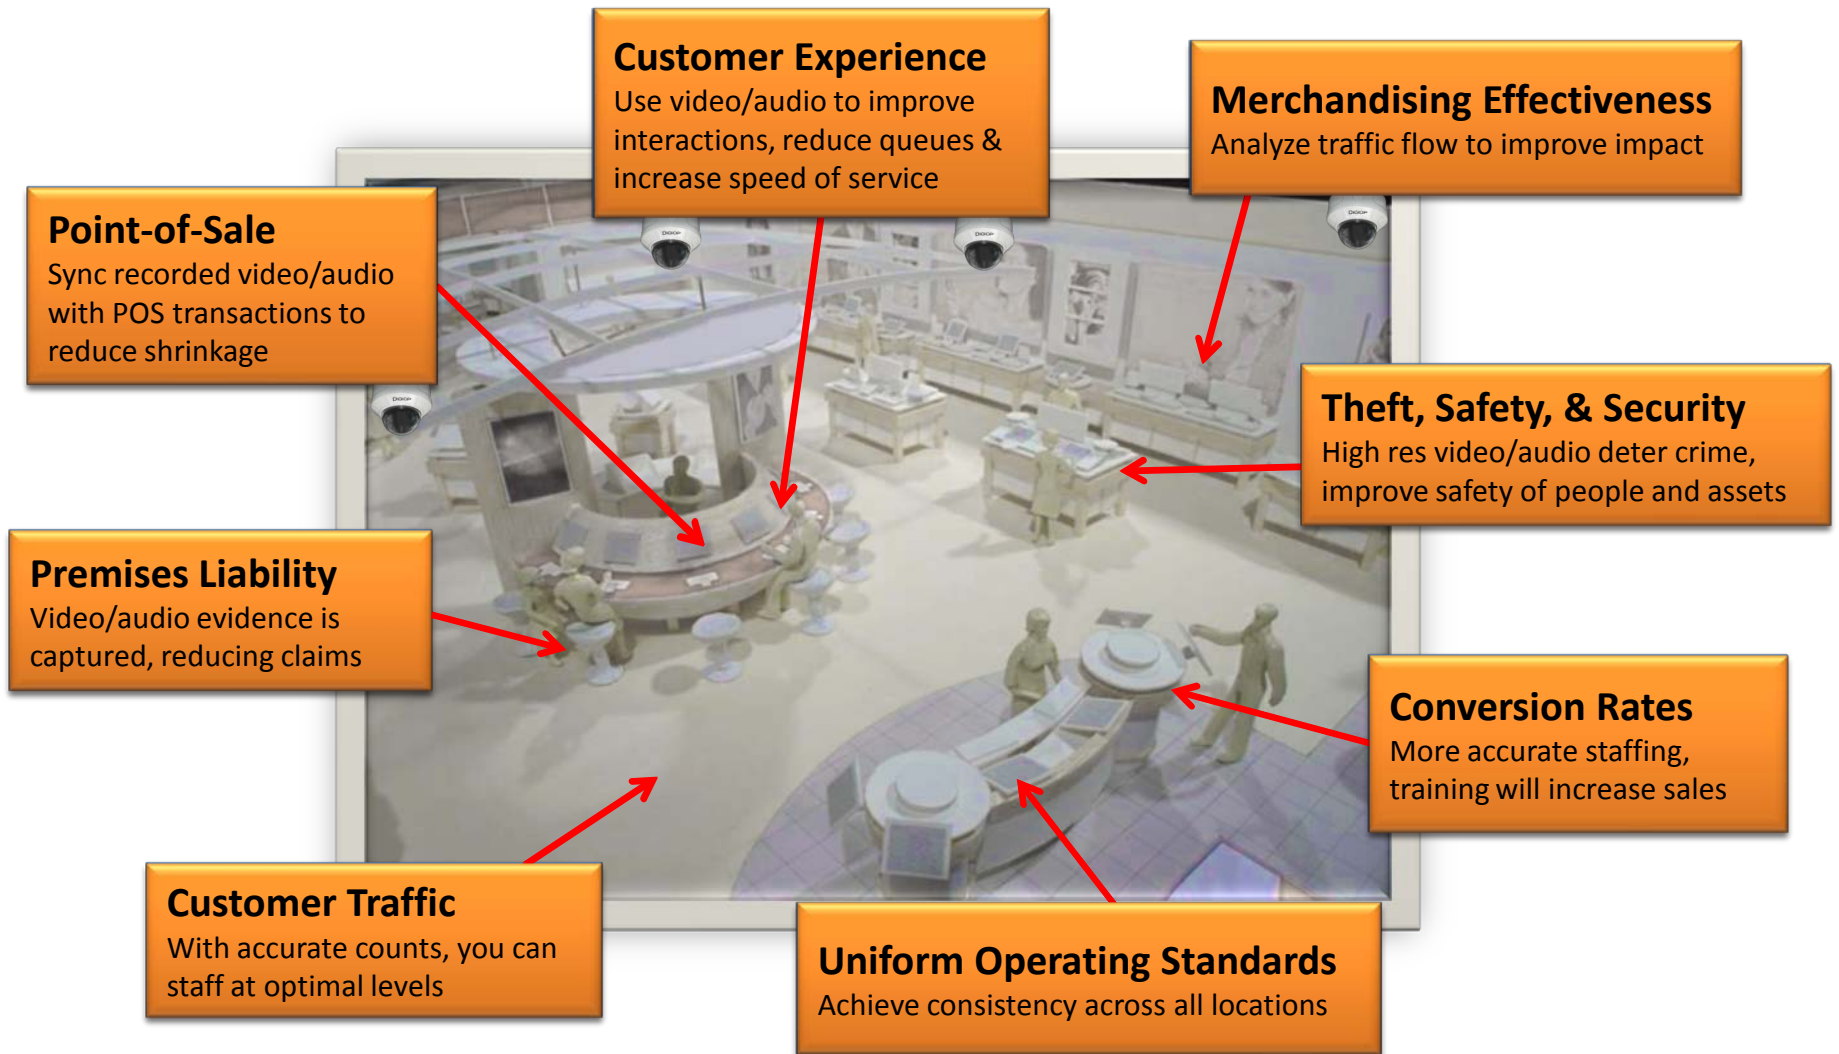 Customer Experience
Use video/audio to improve
interactions, reduce queues &
increase speed of service
Merchandising Effectiveness
Analyze traffic flow to improve impact
Point-of-Sale
Sync recorded video/audio
with POS transactions to
reduce shrinkage
DIGIOP
DIGIOP
DIGIOP
DIGIOP
Theft, Safety, & Security
High res video/audio deter crime,
improve safety of people and assets
Premises Liability
Video/audio evidence is
captured, reducing claims
Conversion Rates
More accurate staffing,
training will increase sales
Customer Traffic
With accurate counts, you can
staff at optimal levels
Uniform Operating Standards
Achieve consistency across all locations